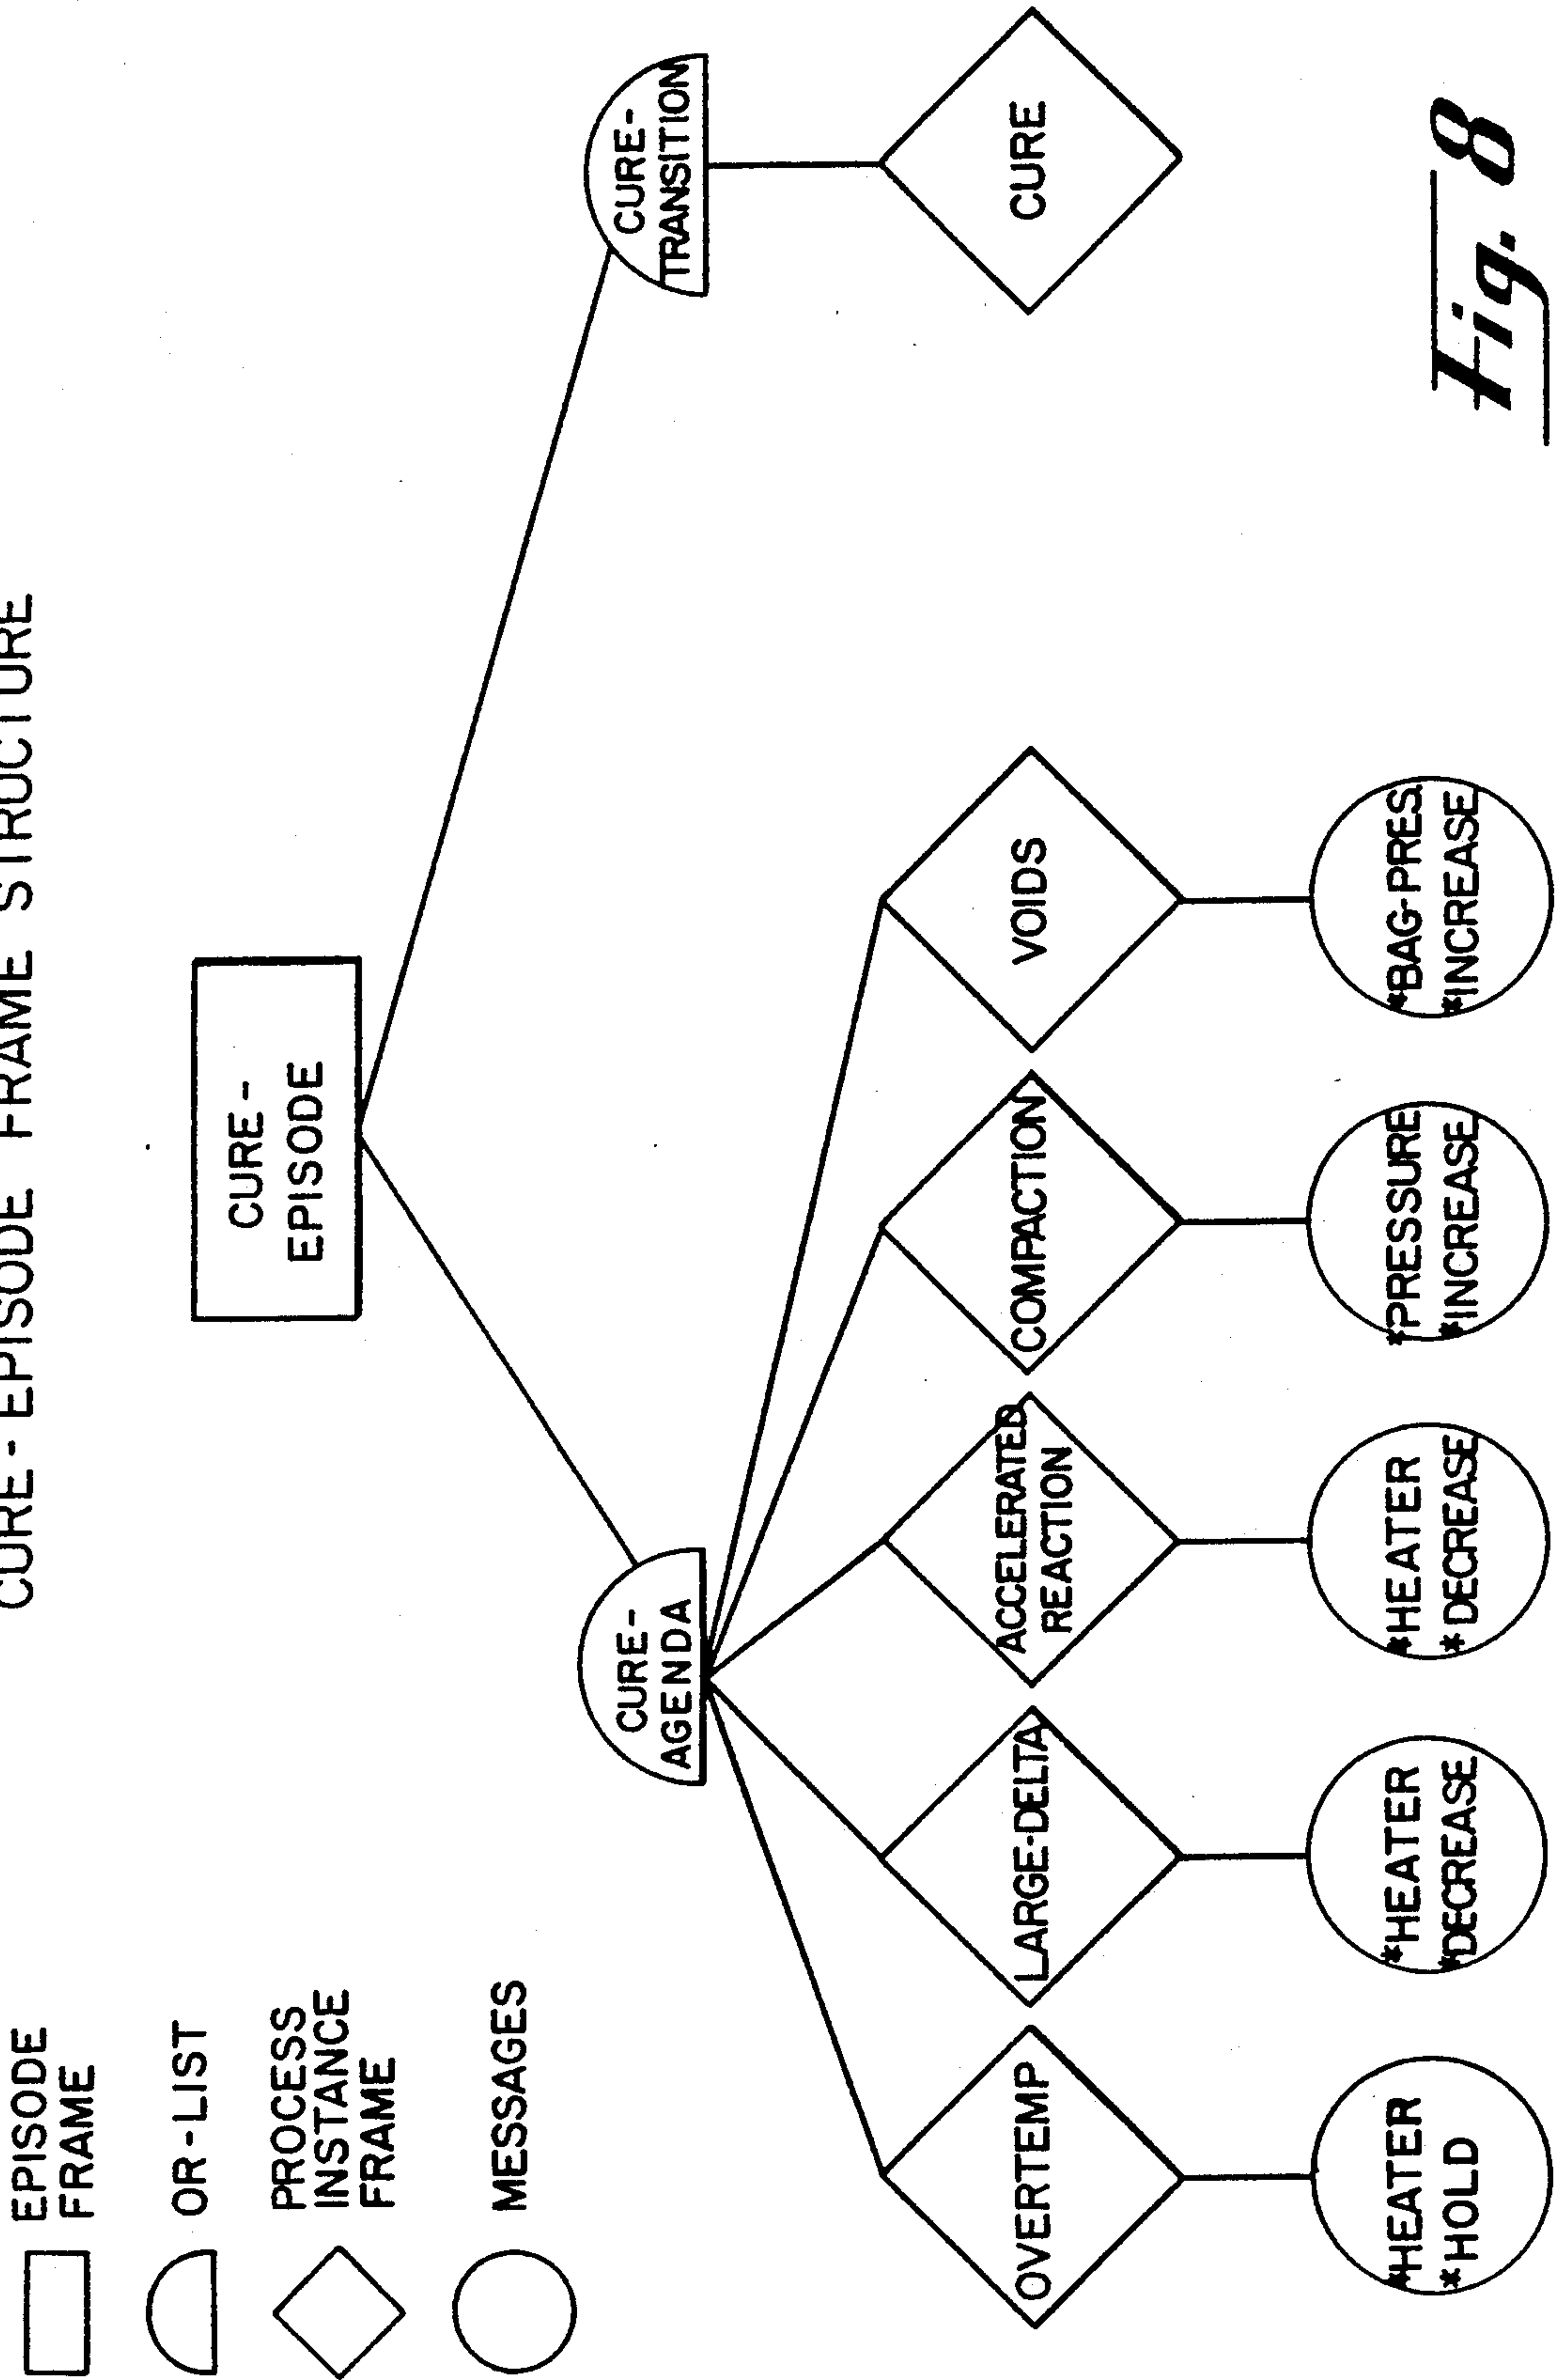 CURE-EPISODE FRAME STRUCTURE
EPISODE
FRAME
OR-LIST
PROCESS
INSTANCE
FRAME
MESSAGES
CURE-
EPISODE
CURE-
AGENDA
CURE-
TRANSITION
OVERTEMP
LARGE-DELTA
ACCELERATED
REACTION
COMPACTION
VOIDS
CURE
*HEATER
*HOLD
*HEATER
*DECREASE
*HEATER
*DECREASE
*PRESSURE
*INCREASE
*BAG-PRES.
*INCREASE
Fig. 8